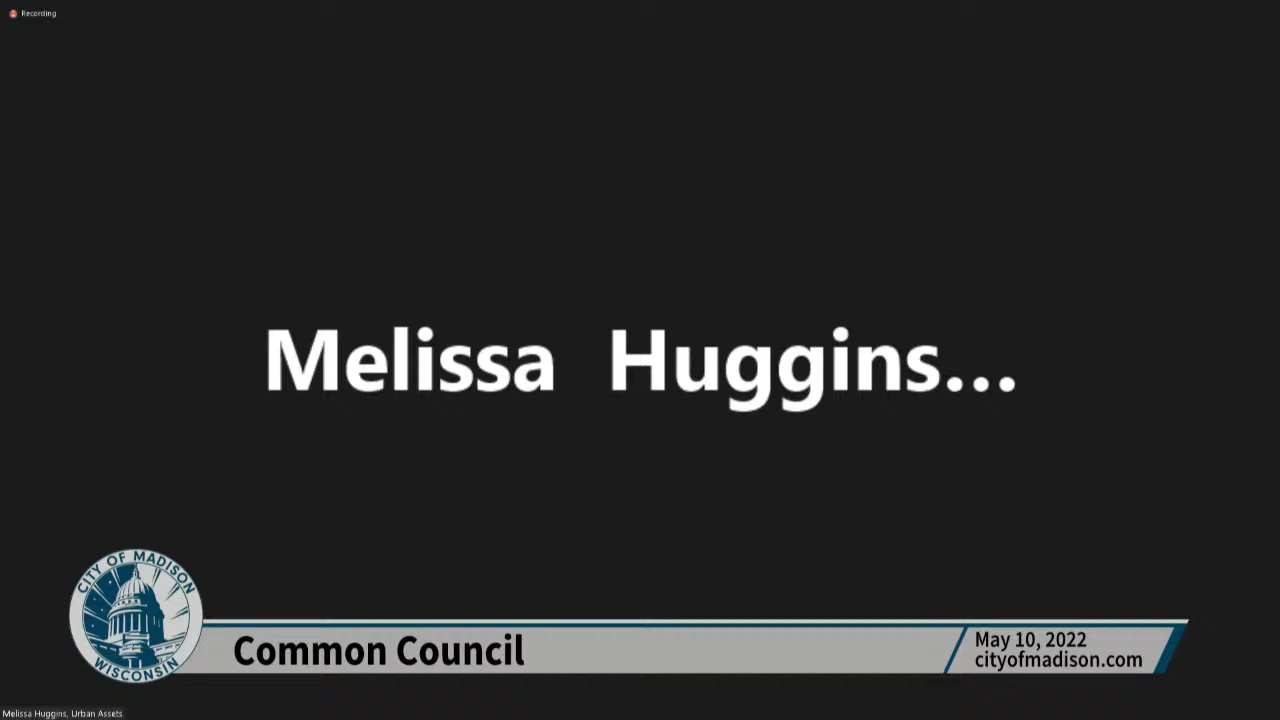 Recording
Melissa Huggins...
CITY OF MADISON
WISCONSIN
Common Council
May 10, 2022
cityofmadison.com
Melissa Huggins, Urban Assets